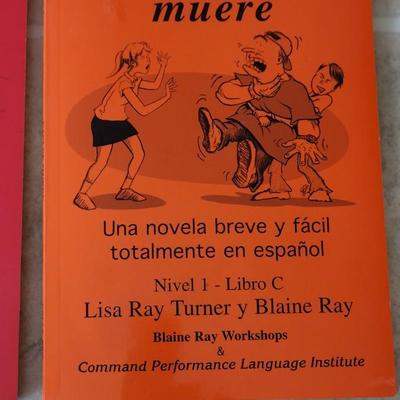 muere
Una novela breve y fácil
totalmente en español
Nivel 1 - Libro C
Lisa Ray Turner y Blaine Ray
Blaine Ray Workshops
&
Command Performance Language Institute